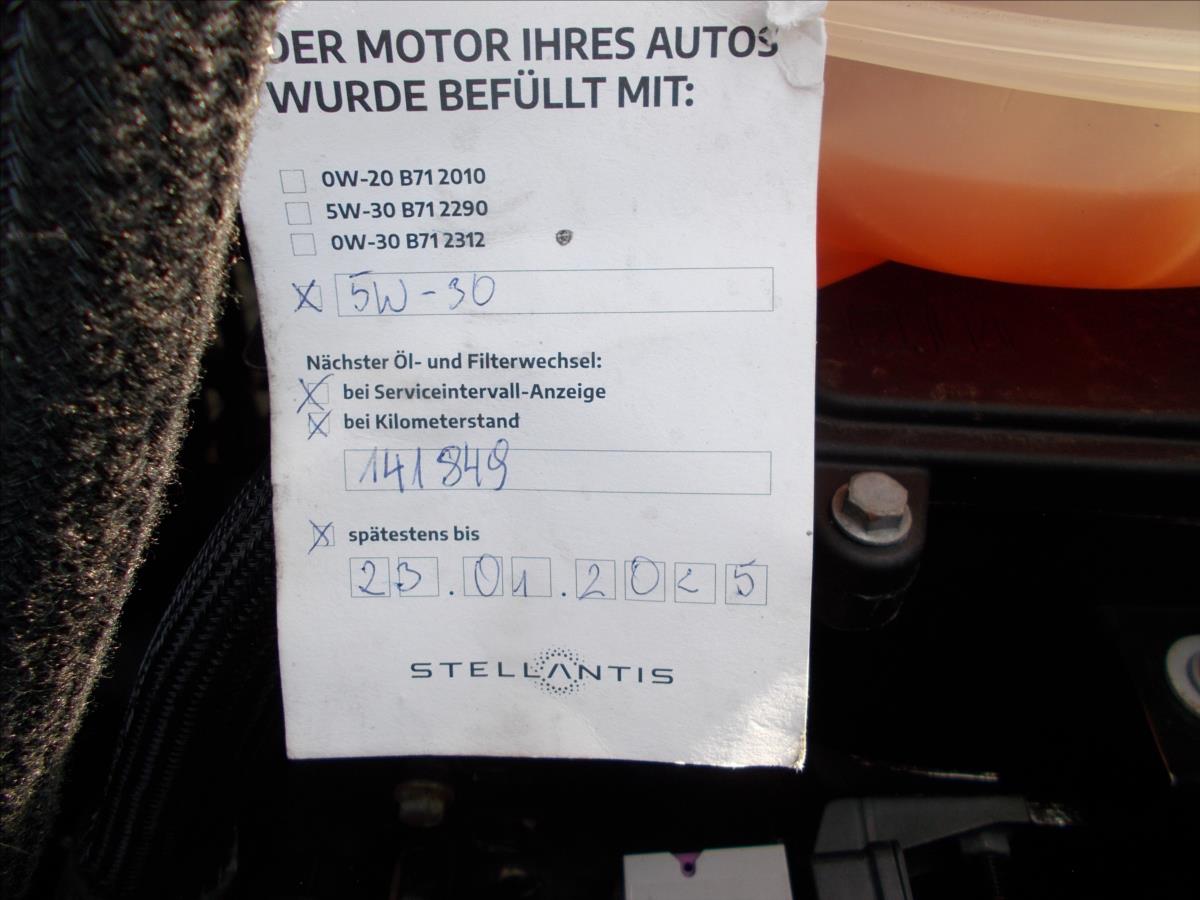 DER MOTOR IHRES AUTOS
WURDE BEFÜLLT MIT:
0W-20 B71 2010
5W-30 B71 2290
0W-30 B71 2312
5W-30
Nächster Öl- und Filterwechsel:
bei Serviceintervall-Anzeige
bei Kilometerstand
141849
spätestens bis
23.01.2025
STELLANTIS